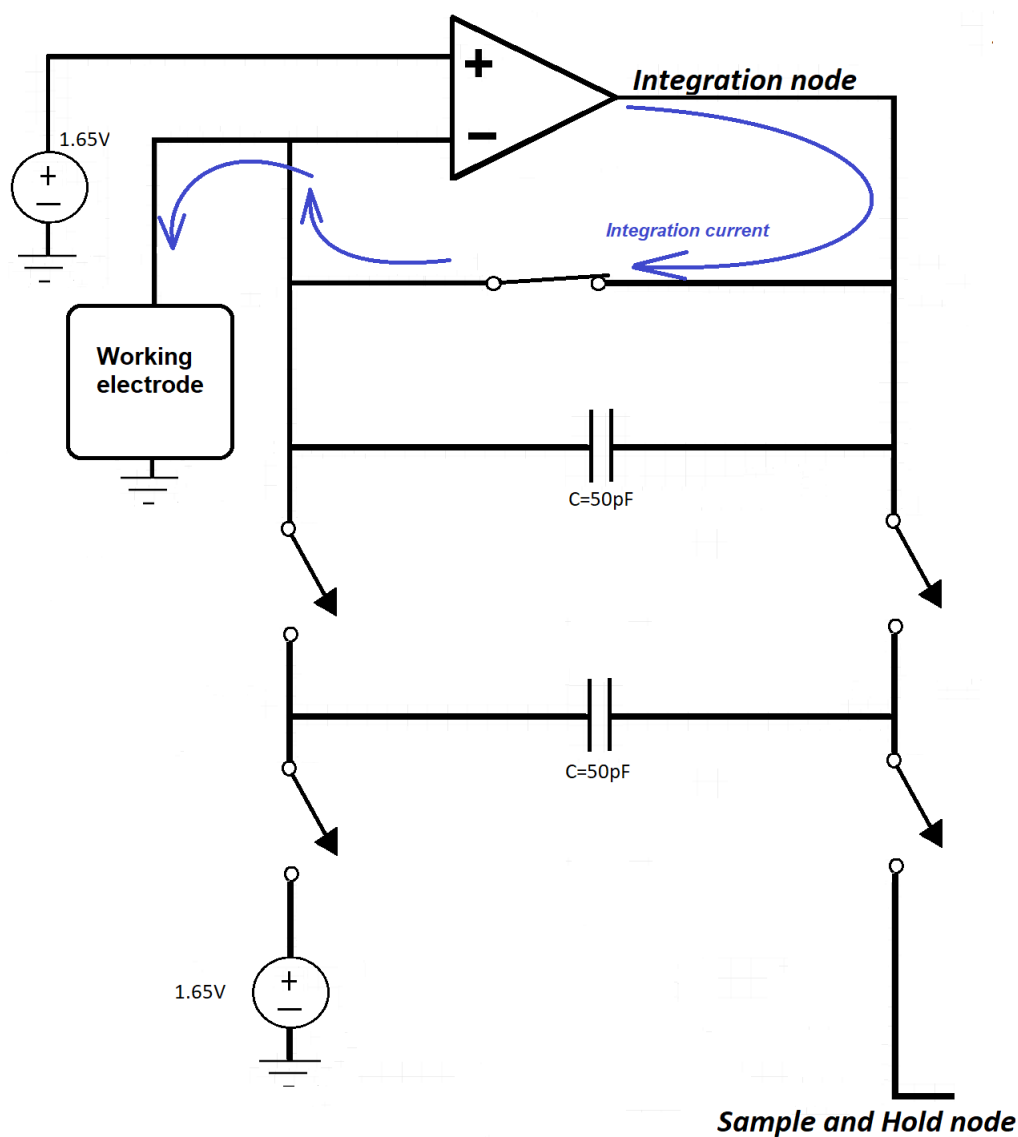 +
Integration node
1.65V
−
+
−
Integration current
Working
electrode
C=50pF
C=50pF
1.65V
+
−
Sample and Hold node